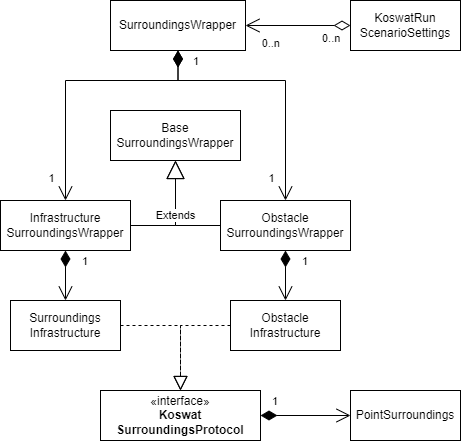 SurroundingsWrapper
KoswatRun
ScenarioSettings
0..n
0..n
1
Base
SurroundingsWrapper
1
1
Infrastructure
SurroundingsWrapper
Extends
Obstacle
SurroundingsWrapper
1
1
Surroundings
Infrastructure
Obstacle
Infrastructure
«interface»
Koswat
SurroundingsProtocol
1
PointSurroundings